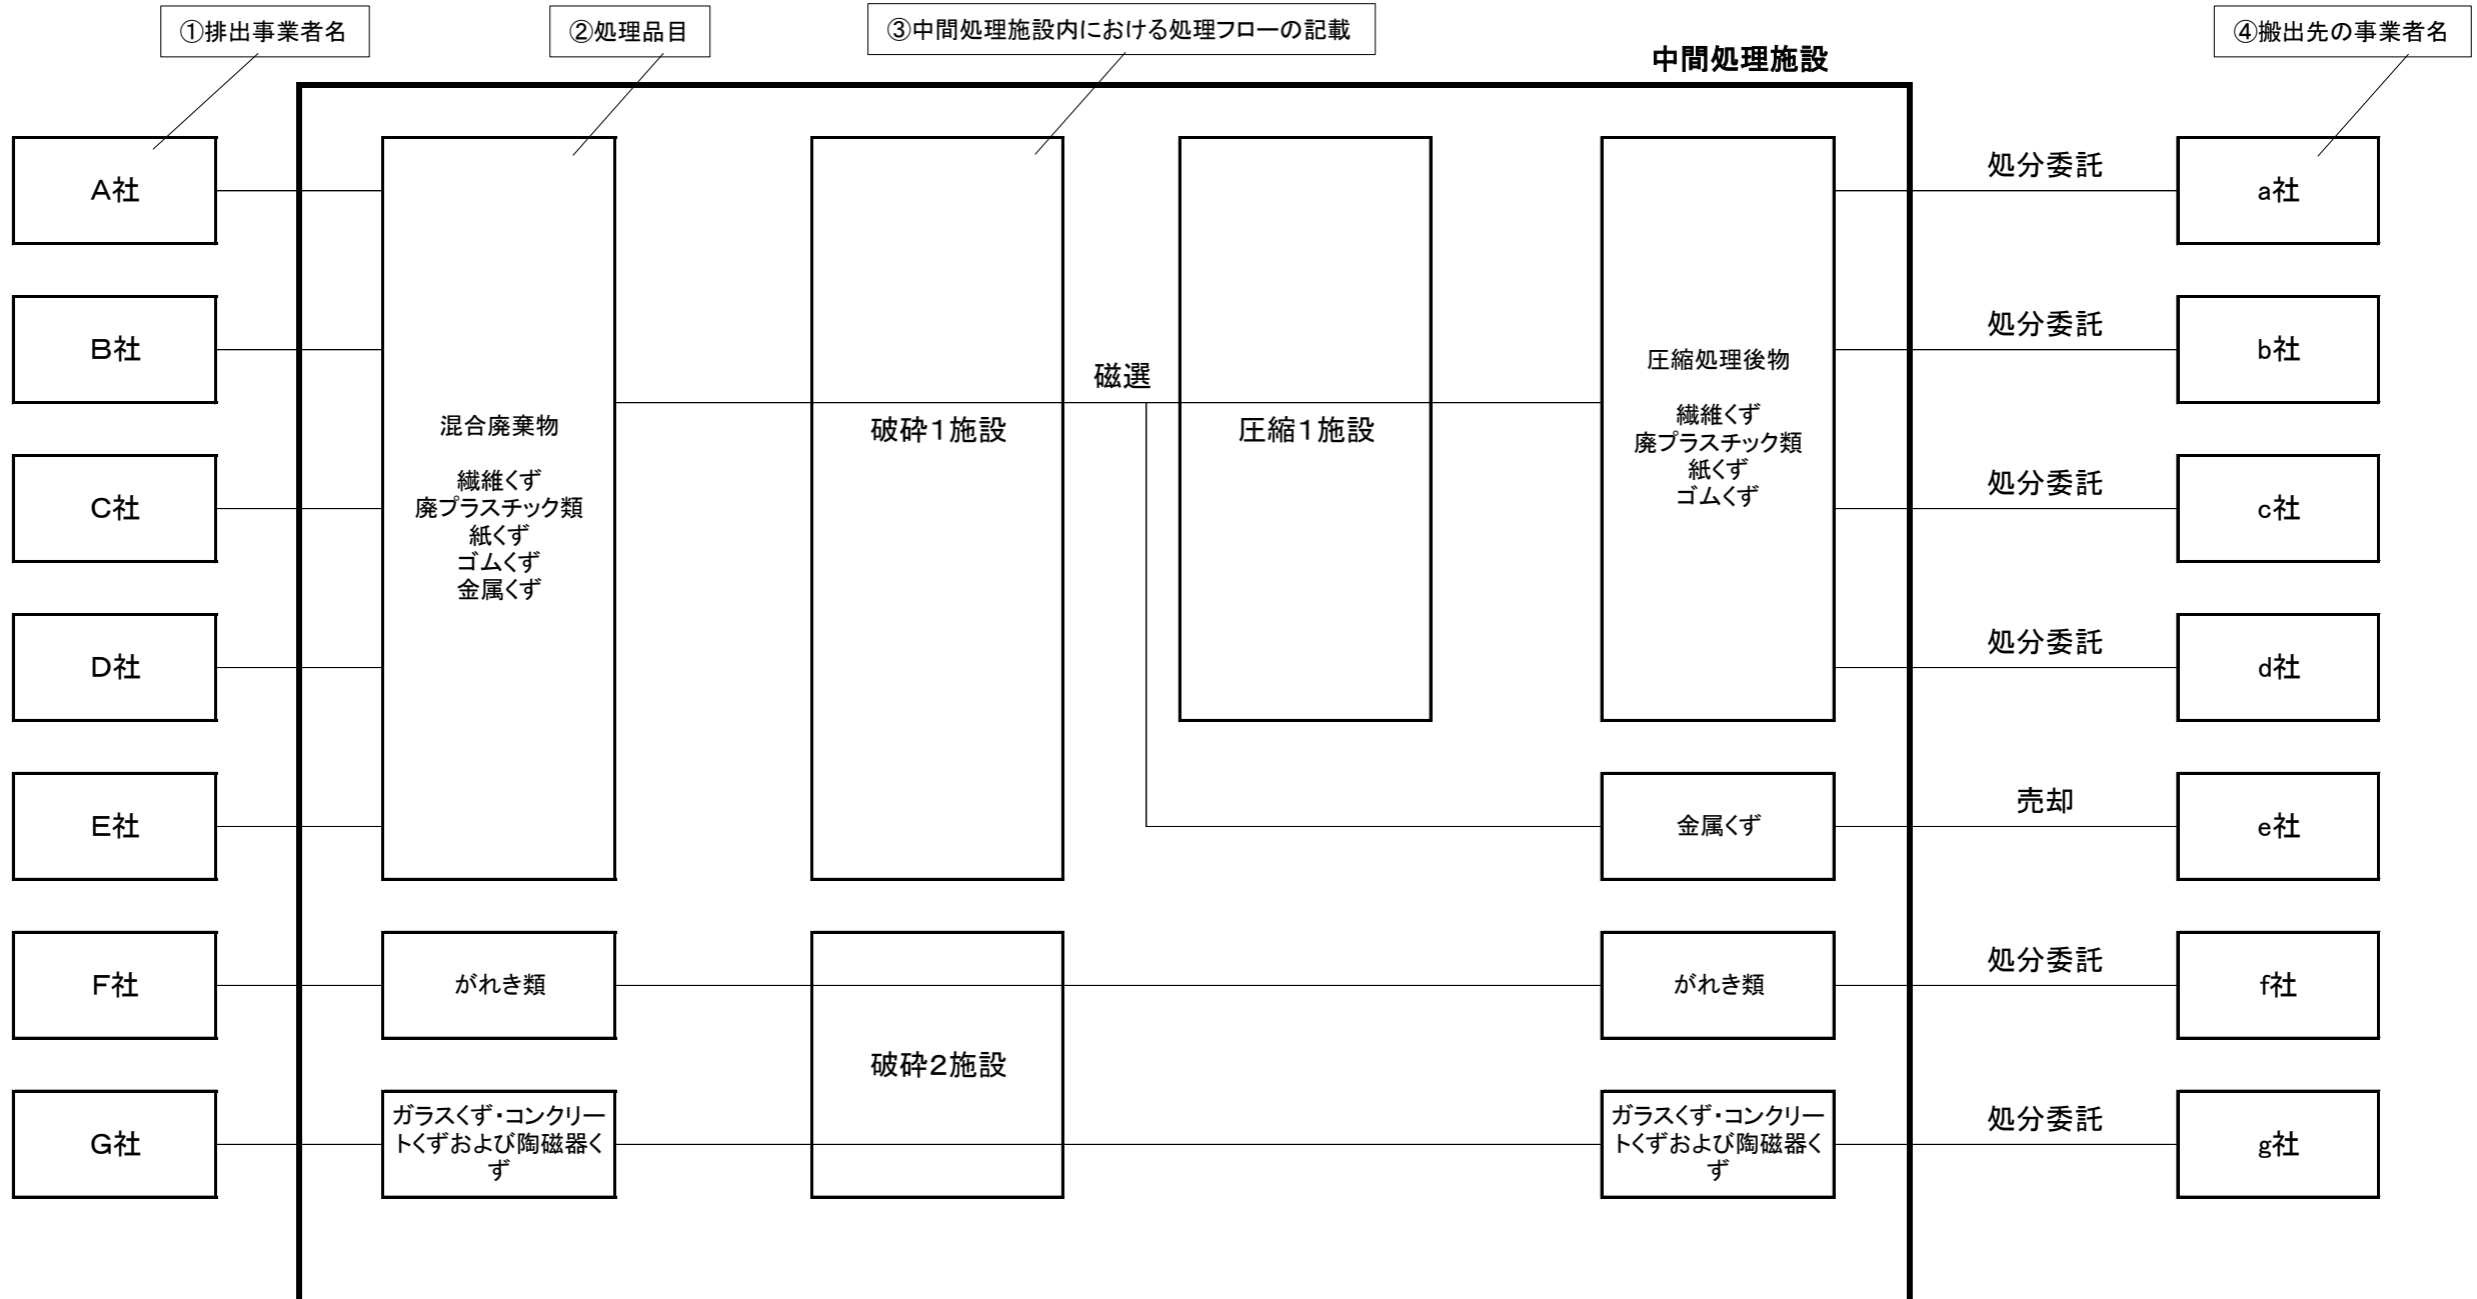 ①排出事業者名
②処理品目
③中間処理施設内における処理フローの記載
④搬出先の事業者名
中間処理施設
A社
B社
C社
D社
E社
F社
G社
混合廃棄物
繊維くず
廃プラスチック類
紙くず
ゴムくず
金属くず
がれき類
ガラスくず・コンクリー
トくずおよび陶磁器く
ず
破砕1施設
破砕2施設
磁選
圧縮1施設
圧縮処理後物
繊維くず
廃プラスチック類
紙くず
ゴムくず
金属くず
がれき類
ガラスくず・コンクリー
トくずおよび陶磁器く
ず
処分委託
処分委託
処分委託
処分委託
売却
処分委託
処分委託
a社
b社
c社
d社
e社
f社
g社